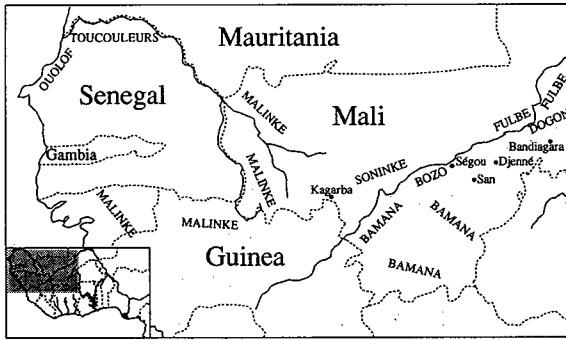 TOUCOULEURS
Mauritania
OUOLOF
Senegal
MALINKE
Mali
FULBE
FULBE
DOGON
Bandiagara
Gambia
MALINKE
SONINKE
BOZO
Ségou
Djenné
San
Kagarba
MALINKE
MALINKE
BAMANA
BAMANA
BAMANA
Guinea